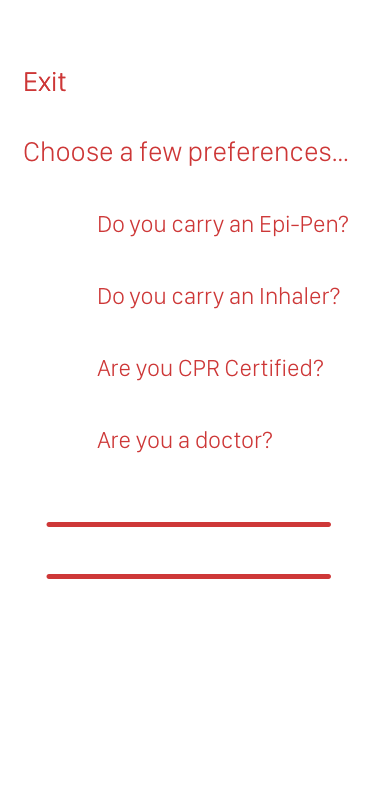 Exit
Choose a few preferences...
Do you carry an Epi-Pen?
Do you carry an Inhaler?
Are you CPR Certified?
Are you a doctor?